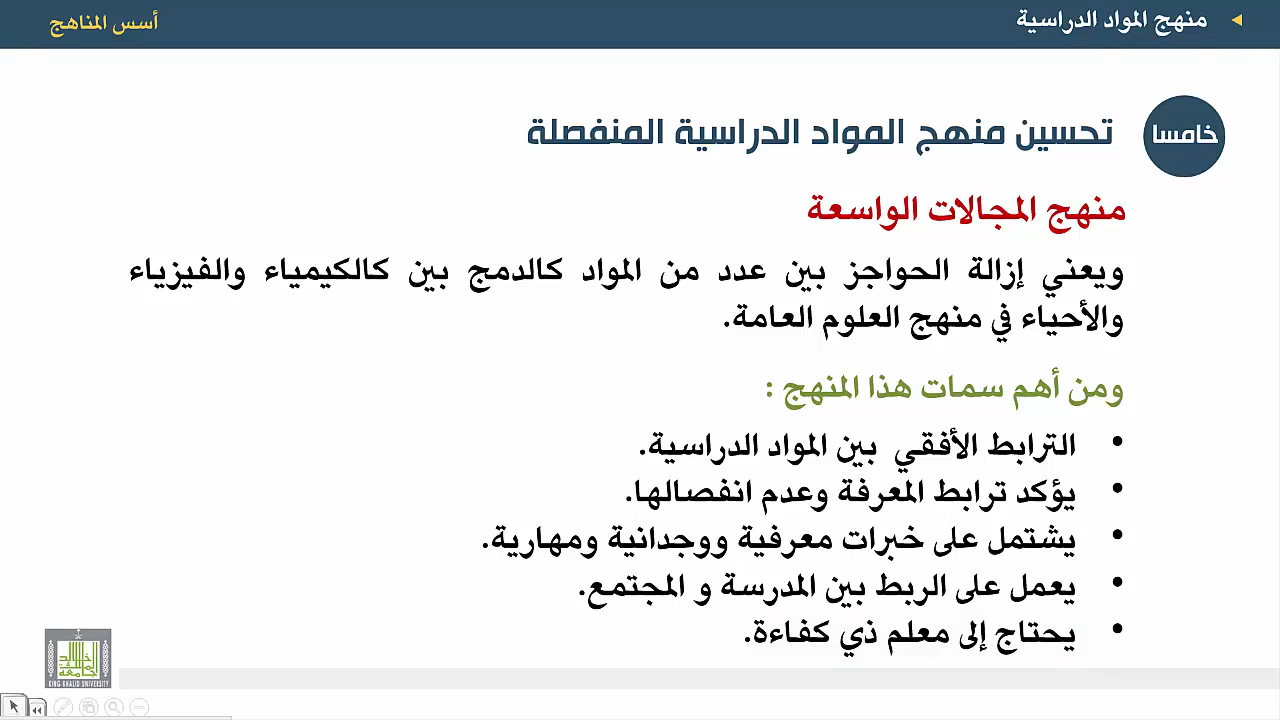 منهج المواد الدراسية
أسس المناهج
خامسا
تحسين منهج المواد الدراسية المنفصلة
منهج المجالات الواسعة
ويعني إزالة الحواجز بين عدد من المواد كالدمج بين كالكيمياء والفيزياء
والأحياء في منهج العلوم العامة.
ومن أهم سمات هذا المنهج :
• الترابط الأفقي بين المواد الدراسية.
• يؤكد ترابط المعرفة وعدم انفصالها.
• يشتمل على خبرات معرفية ووجدانية ومهارية.
• يعمل على الربط بين المدرسة و المجتمع.
• يحتاج إلى معلم ذي كفاءة.
KING KHALID UNIVERSITY